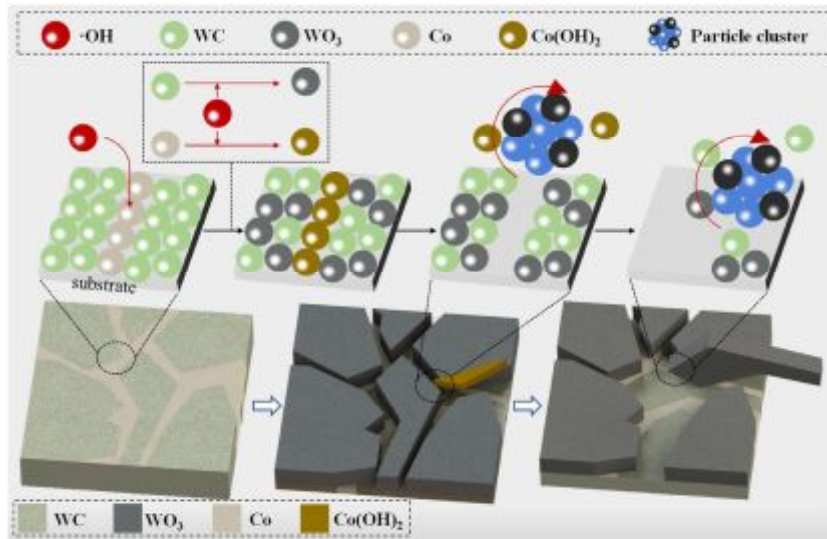 ·OH WC WO₃ Co Co(OH)₂ Particle cluster
substrate
WC WO₃ Co Co(OH)₂